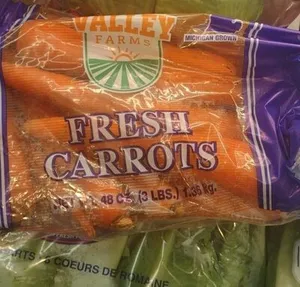 VALLEY
FARMS
MICHIGAN GROWN
FRESH
CARROTS
48 OZ. (3 LBS.) 1.36 kg.
COEURS DE ROMAINE